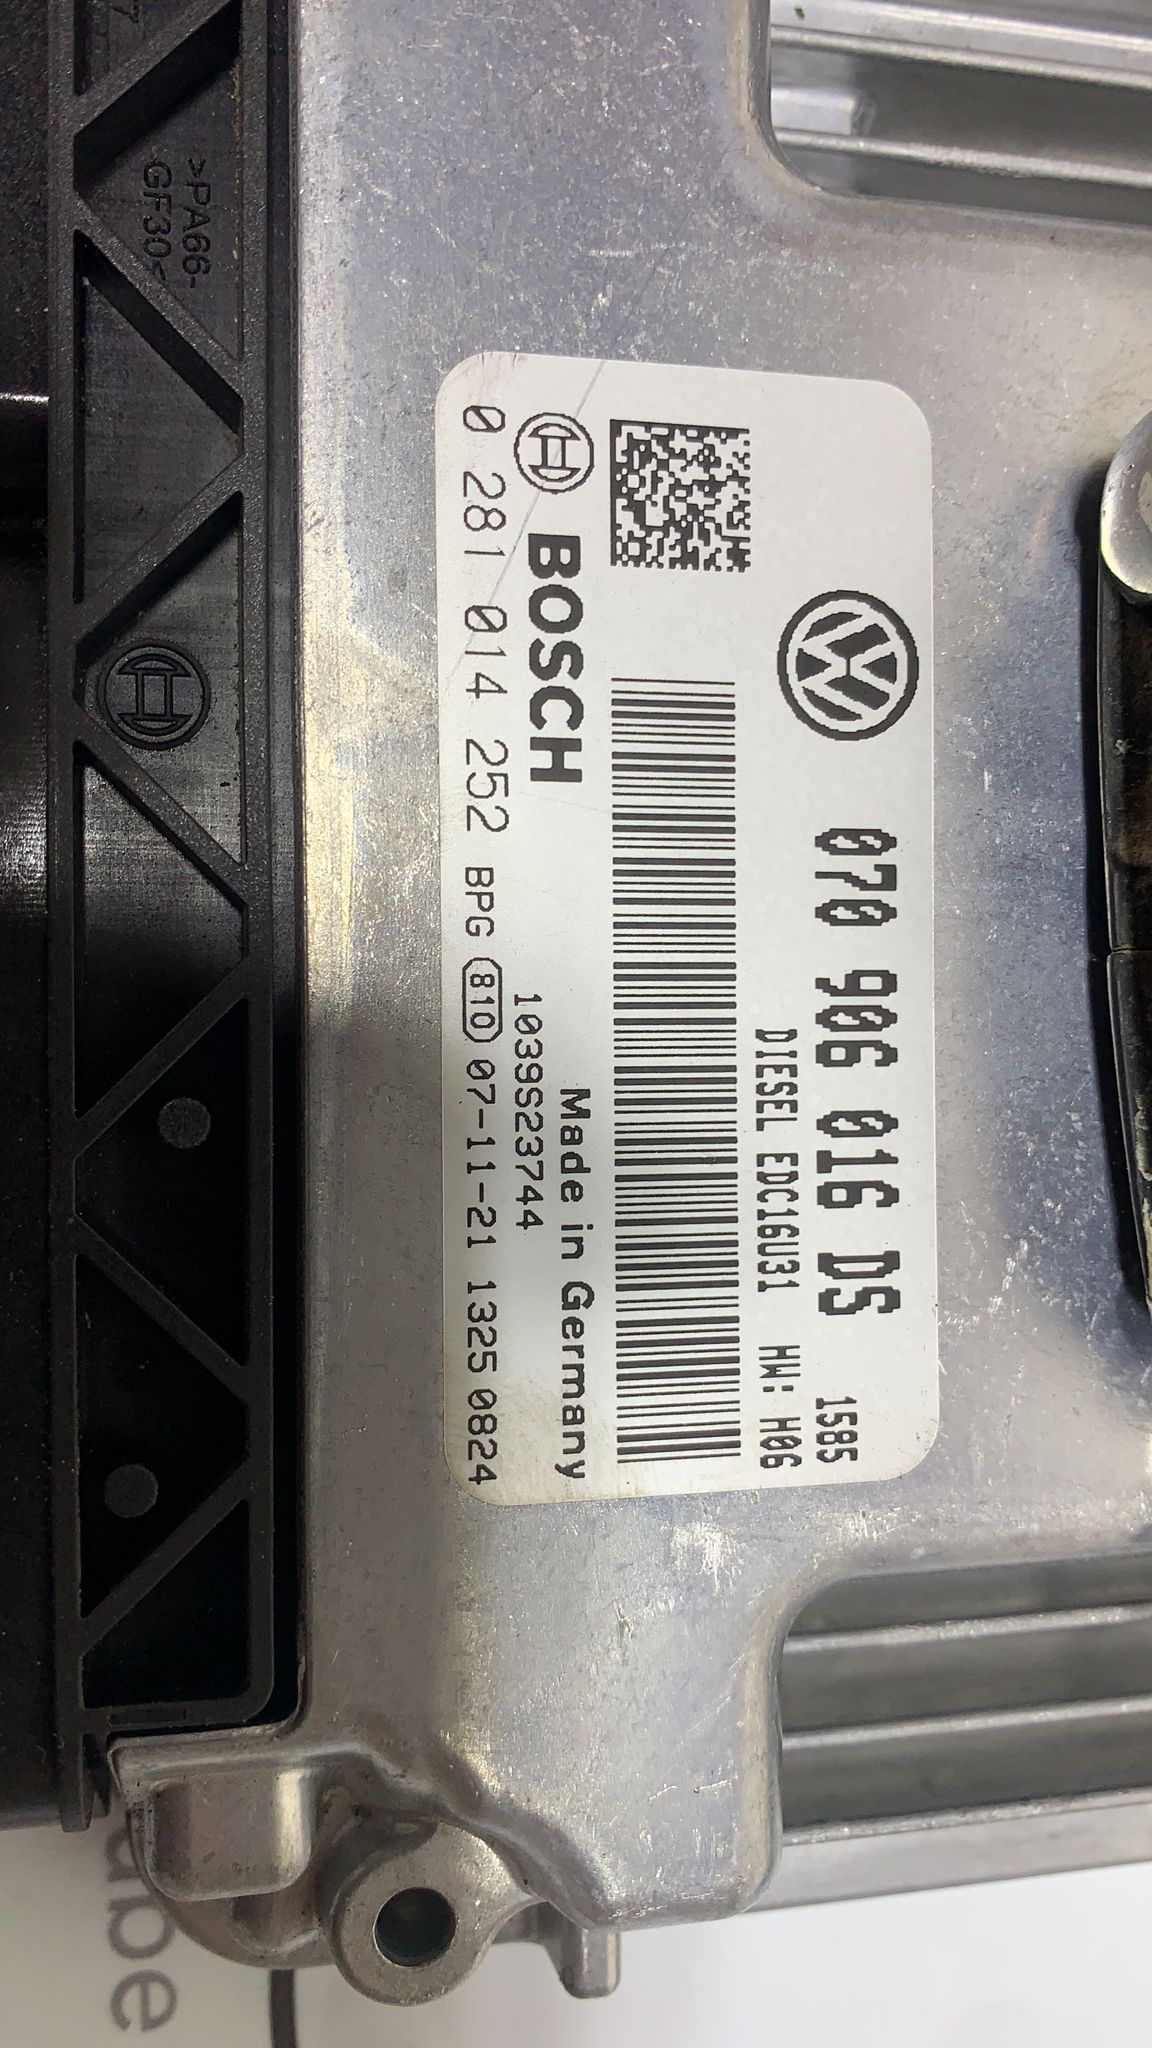 070 906 016 DS 1585
DIESEL EDC16U31 HW: H06
BOSCH
Made in Germany
1039S23744
0 281 014 252 BPG 810 07-11-21 1325 0824
>PA66-
GF30<